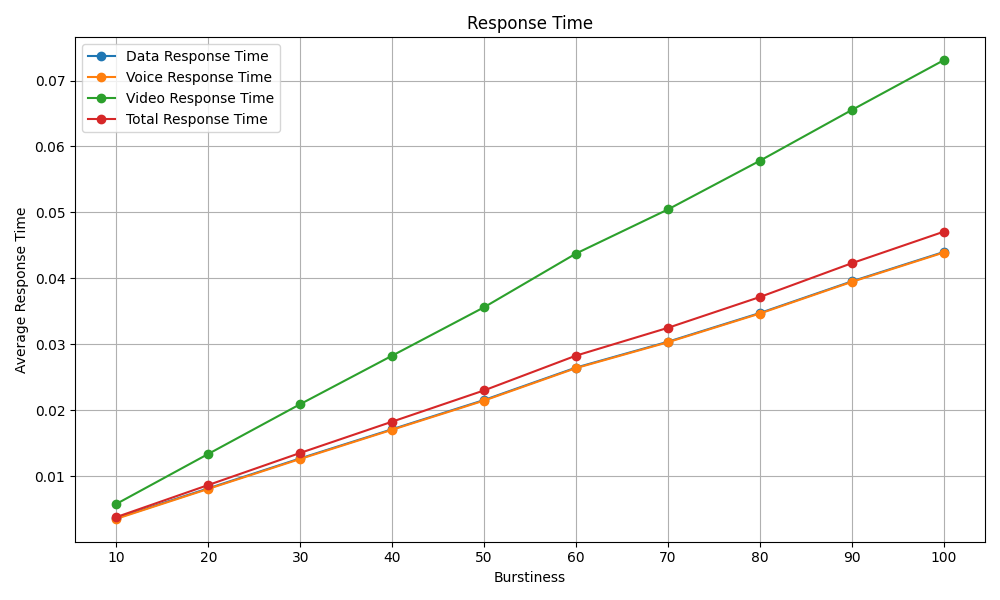 Response Time
Data Response Time
Voice Response Time
Video Response Time
Total Response Time
Average Response Time
0.07
0.06
0.05
0.04
0.03
0.02
0.01
10 20 30 40 50 60 70 80 90 100
Burstiness